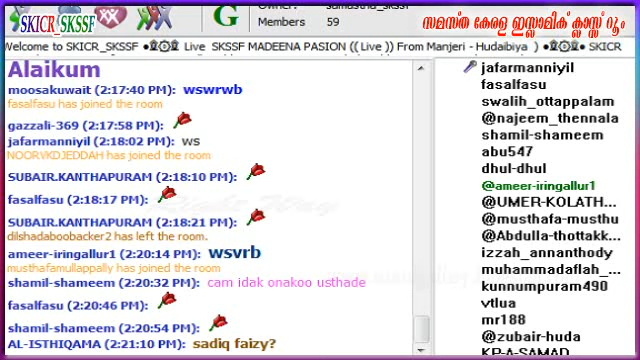 SKICR SKSSF
G
Owner: samastha_skssf
Members 59
സമസ്ത കേരള ഇസ്ലാമിക് ക്ലാസ്സ് റൂം
Welcome to SKICR_SKSSF Live SKSSF MADEENA PASION (( Live )) From Manjeri - Hudaibiya ) SKICR
Alaikum
moosakuwait (2:17:40 PM): wswrwb
fasalfasu has joined the room
gazzali-369 (2:17:58 PM):
jafarmanniyil (2:18:02 PM): ws
NOORVKDJEDDAH has joined the room
SUBAIR.KANTHAPURAM (2:18:10 PM):
fasalfasu (2:18:17 PM):
SUBAIR.KANTHAPURAM (2:18:21 PM):
dilshadaboobacker2 has left the room.
ameer-iringallur1 (2:20:14 PM): wsvrb
musthafamullappally has joined the room
shamil-shameem (2:20:32 PM): cam idak onakoo usthade
fasalfasu (2:20:46 PM):
shamil-shameem (2:20:54 PM):
AL-ISTHIQAMA (2:21:10 PM): sadiq faizy?
jafarmanniyil
fasalfasu
swalih_ottappalam
@najeem_thennala
shamil-shameem
abu547
dhul-dhul
@ameer-iringallur1
@UMER-KOLATH...
@musthafa-musthu
@Abdulla-thottakk...
izzah_annanthody
muhammadaflah_...
kunnumpuram490
vtlua
mr188
@zubair-huda
KP-A-SAMAD